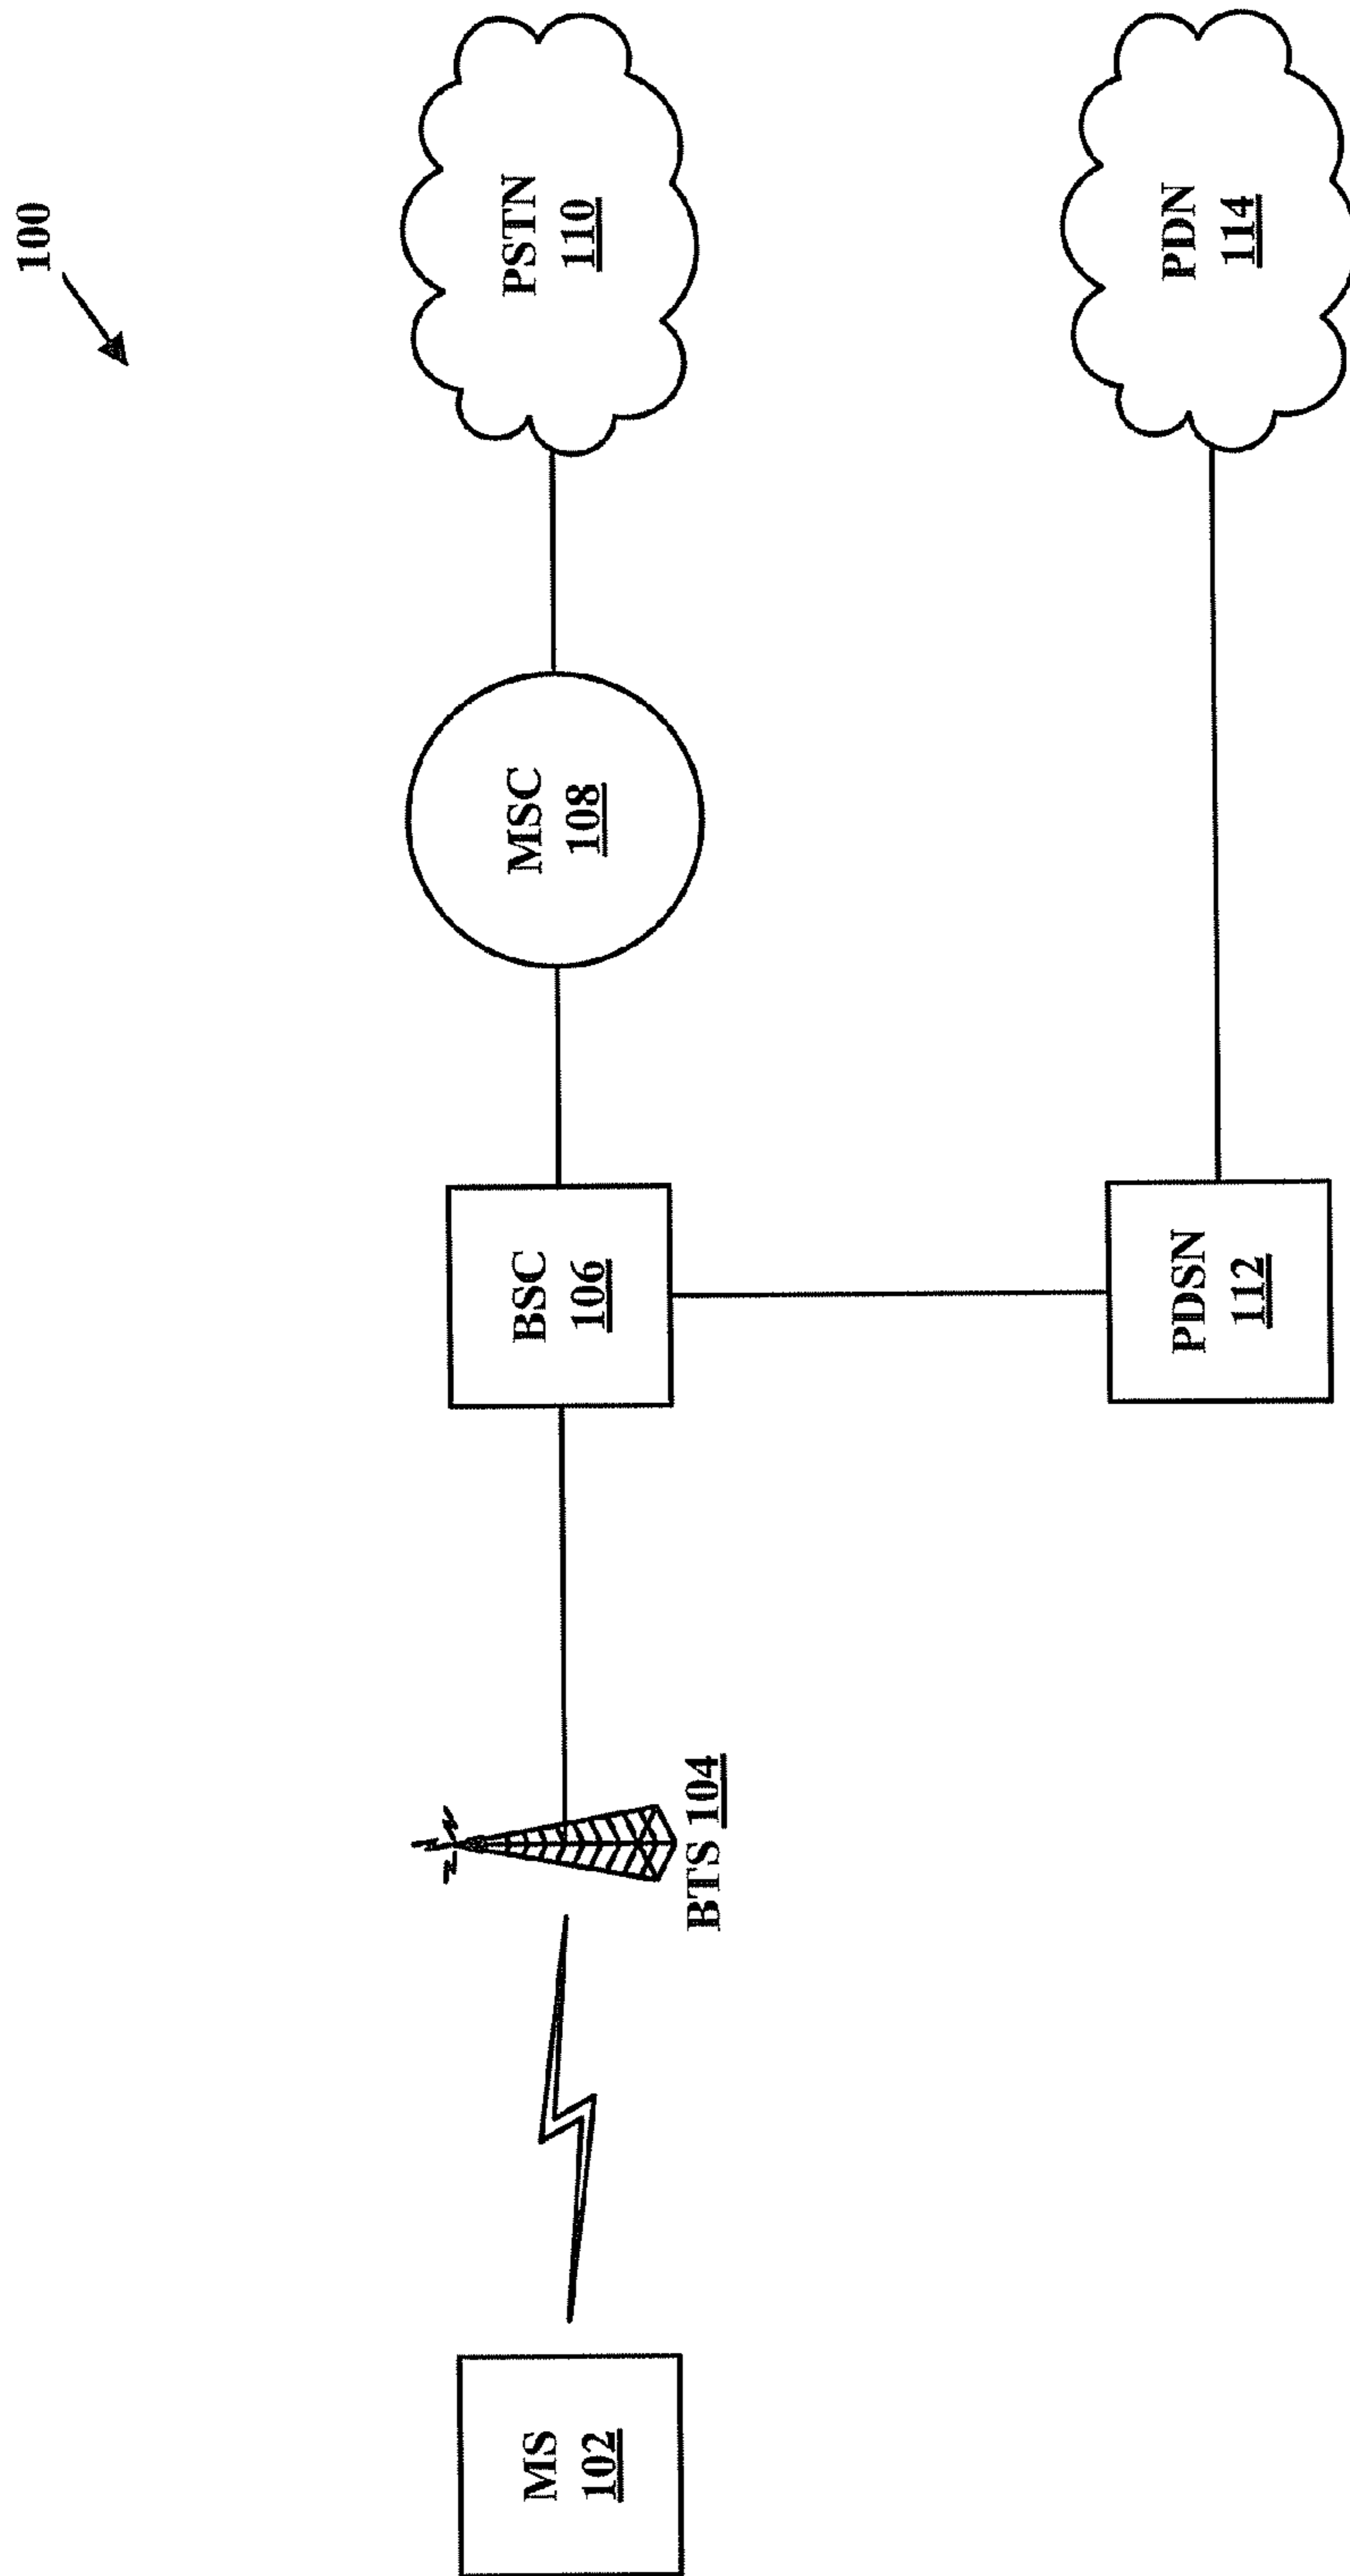 100
MS
102
BTS 104
BSC
106
MSC
108
PSTN
110
PDSN
112
PDN
114